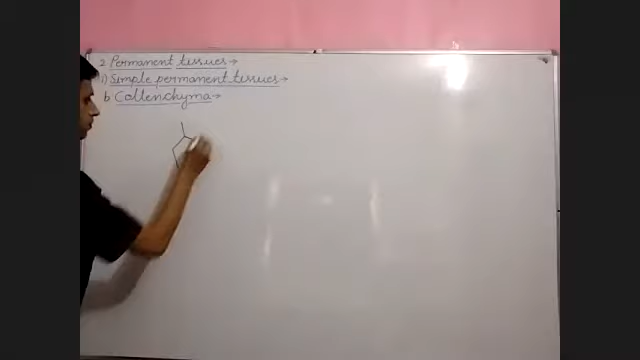 2 Permanent tissues→
i) Simple permanent tissues→
b Collenchyma→